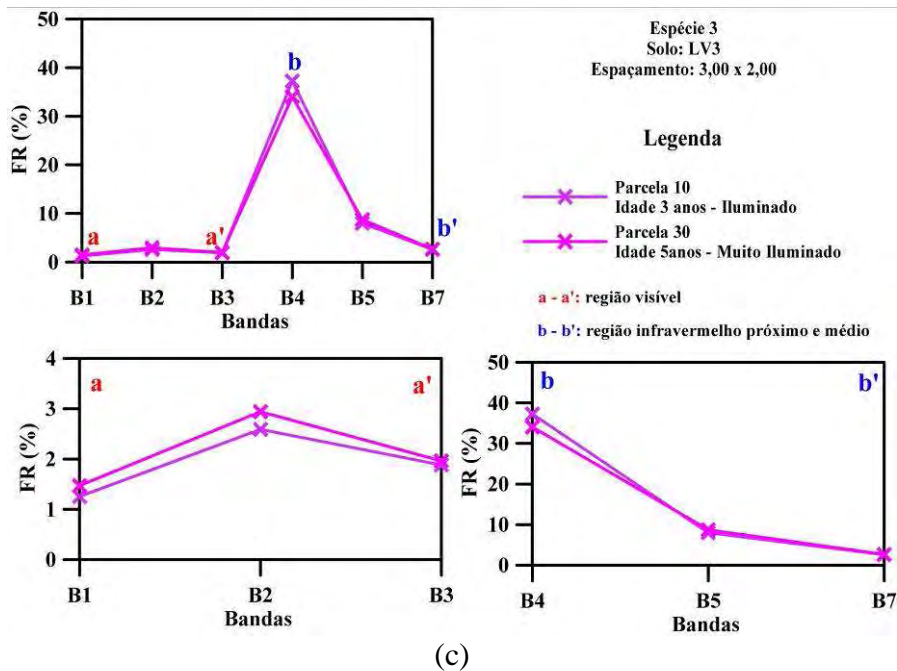 50
40
30
20
10
0
FR (%)
a
a'
b
b'
B1 B2 B3 B4 B5 B7
Bandas
Espécie 3
Solo: LV3
Espaçamento: 3,00 x 2,00
Legenda
Parcela 10
Idade 3 anos - Iluminado
Parcela 30
Idade 5anos - Muito Iluminado
a - a': região visível
b - b': região infravermelho próximo e médio
4
3
2
1
0
FR (%)
a
a'
B1 B2 B3
Bandas
50
40
30
20
10
0
FR (%)
b
b'
B4 B5 B7
Bandas
(c)